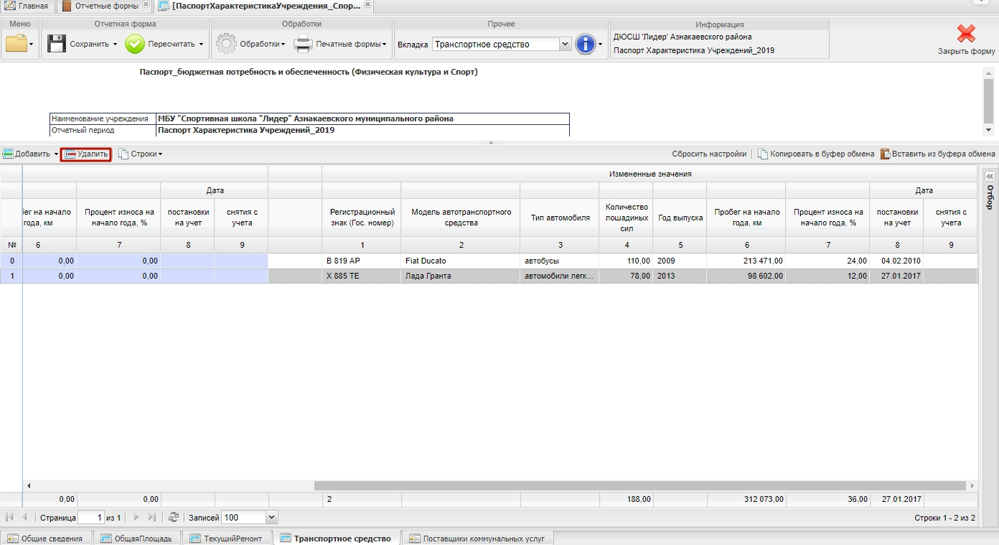 Главная
Отчетные формы
[ПаспортХарактеристикаУчреждения_Спор...
Меню
Отчетная форма
Обработки
Прочее
Информация
Сохранить
Пересчитать
Обработки
Печатные формы
Вкладка
Транспортное средство
ДЮСШ 'Лидер' Азнакаевского района
Паспорт Характеристика Учреждений_2019
Закрыть форму
Паспорт_бюджетная потребность и обеспеченность (Физическая культура и Спорт)
Наименование учреждения МБУ "Спортивная школа "Лидер" Азнакаевского муниципального района
Отчетный период Паспорт Характеристика Учреждений_2019
Добавить Удалить Строки Сбросить настройки Копировать в буфер обмена Вставить из буфера обмена
Измененные значения
Дата Дата
Отбор
бег на начало года, км
Процент износа на начало года, %
постановки на учет
снятия с учета
Регистрационный знак (Гос. номер)
Модель автотранспортного средства
Тип автомобиля
Количество лошадиных сил
Год выпуска
Пробег на начало года, км
Процент износа на начало года, %
постановки на учет
снятия с учета
№ 6 7 8 9 1 2 3 4 5 6 7 8 9
0 0,00 0,00 В 819 АР Fiat Ducato автобусы 110,00 2009 213 471,00 24,00 04.02.2010
1 0,00 0,00 Х 885 ТЕ Лада Гранта автомобили легк... 78,00 2013 98 602,00 12,00 27.01.2017
0,00 0,00 2 188,00 312 073,00 36,00 27.01.2017
Страница 1 из 1 Записей 100 Строки 1 - 2 из 2
Общие сведения ОбщаяПлощадь ТекущийРемонт Транспортное средство Поставщики коммунальных услуг